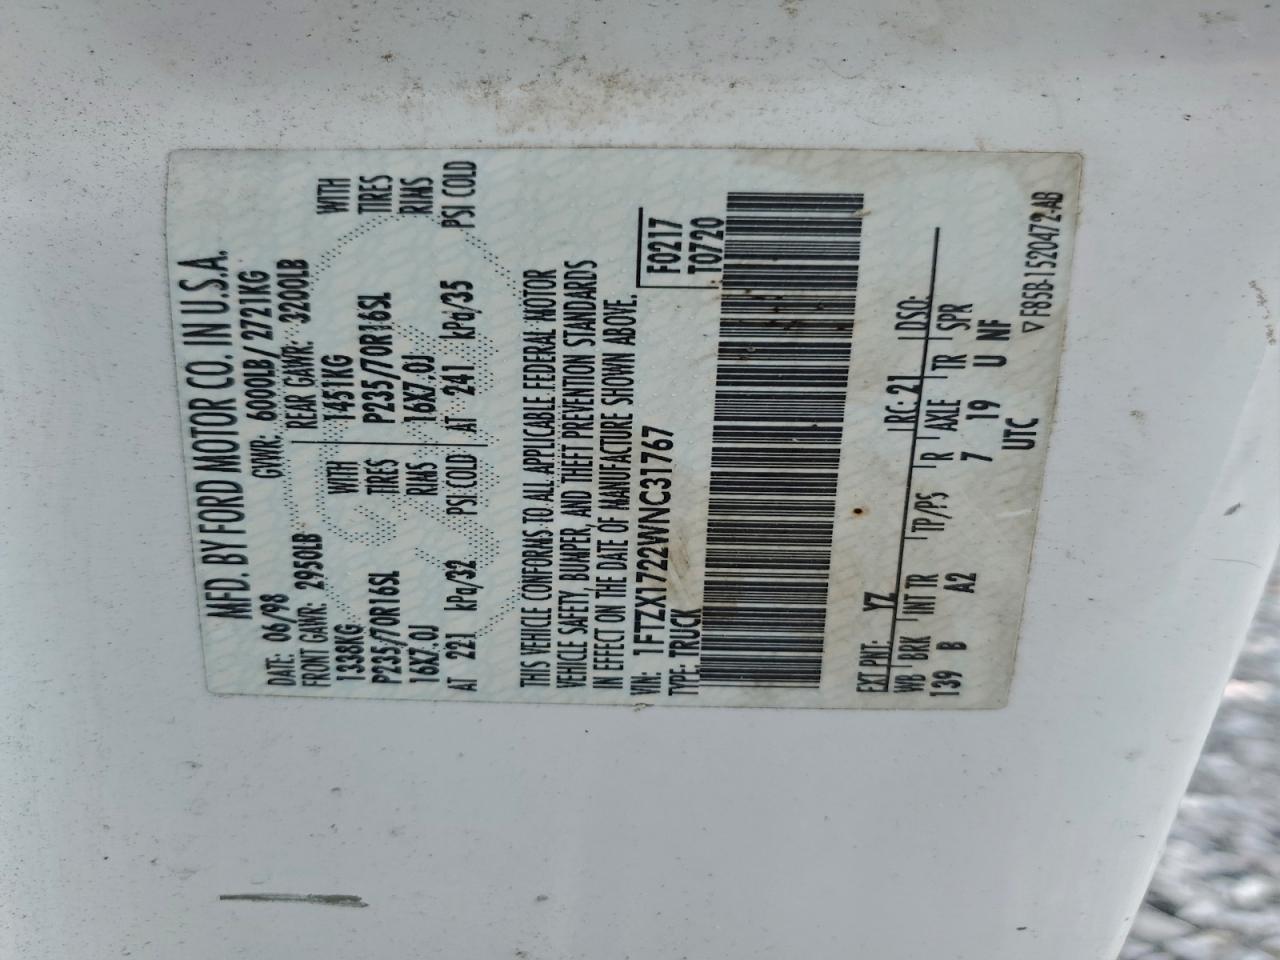 MFD. BY FORD MOTOR CO. IN U.S.A.
DATE: 06/98 GVWR: 6000LB/ 2721KG
FRONT GAWR: 2950LB REAR GAWR: 3200LB
1338KG WITH 1451KG WITH
P235/70R16SL TIRES P235/70R16SL TIRES
16X7.0J RIMS 16X7.0J RIMS
AT 221 kPa/32 PSI COLD AT 241 kPa/35 PSI COLD
THIS VEHICLE CONFORMS TO ALL APPLICABLE FEDERAL MOTOR
VEHICLE SAFETY, BUMPER, AND THEFT PREVENTION STANDARDS
IN EFFECT ON THE DATE OF MANUFACTURE SHOWN ABOVE.
VIN: 1FTZX1722WNC31767 F0217
TYPE: TRUCK T0720
EXT PNT: YZ RC: 21 DSO:
WB BRK INT TR TP/PS R AXLE TR SPR
139 B A2 7 19 U NF
UTC
▽ F85B-1520472-AB